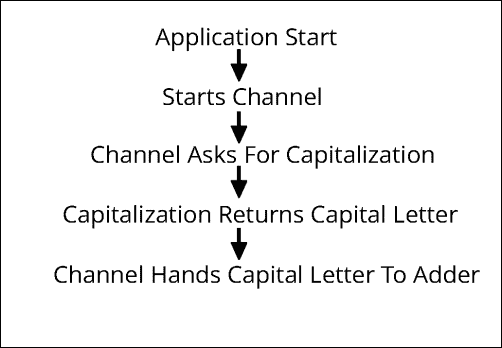 Application Start
Starts Channel
Channel Asks For Capitalization
Capitalization Returns Capital Letter
Channel Hands Capital Letter To Adder